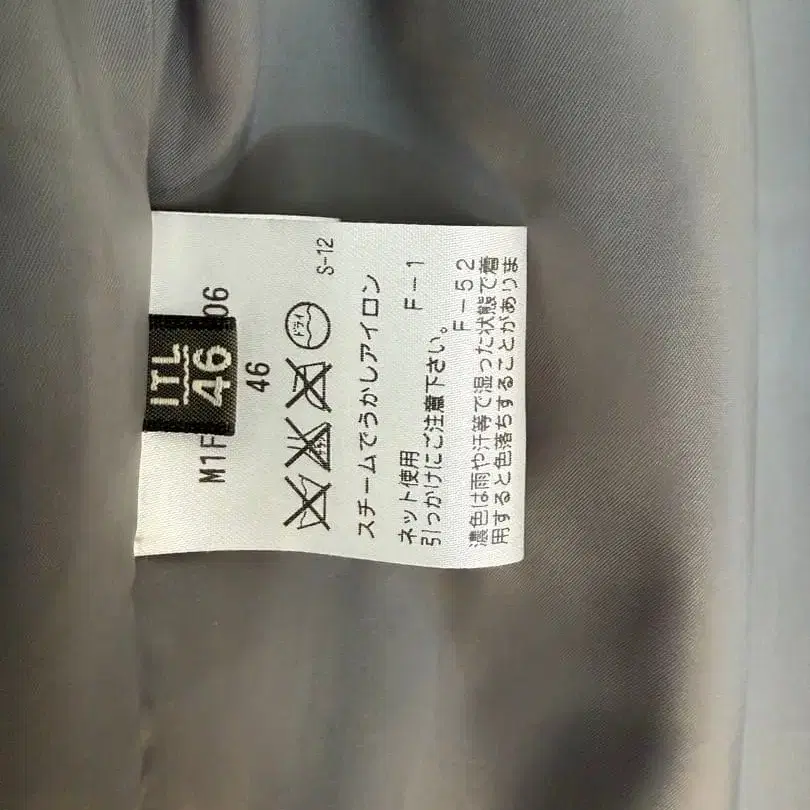 ITL
46
M1F
06
46
ドライ
S-12
スチームでうかしアイロン
ネット使用
F-1
引っかけにご注意下さい。
F-52
濃色は雨や汗等で湿った状態で着
用すると色落ちすることがありま